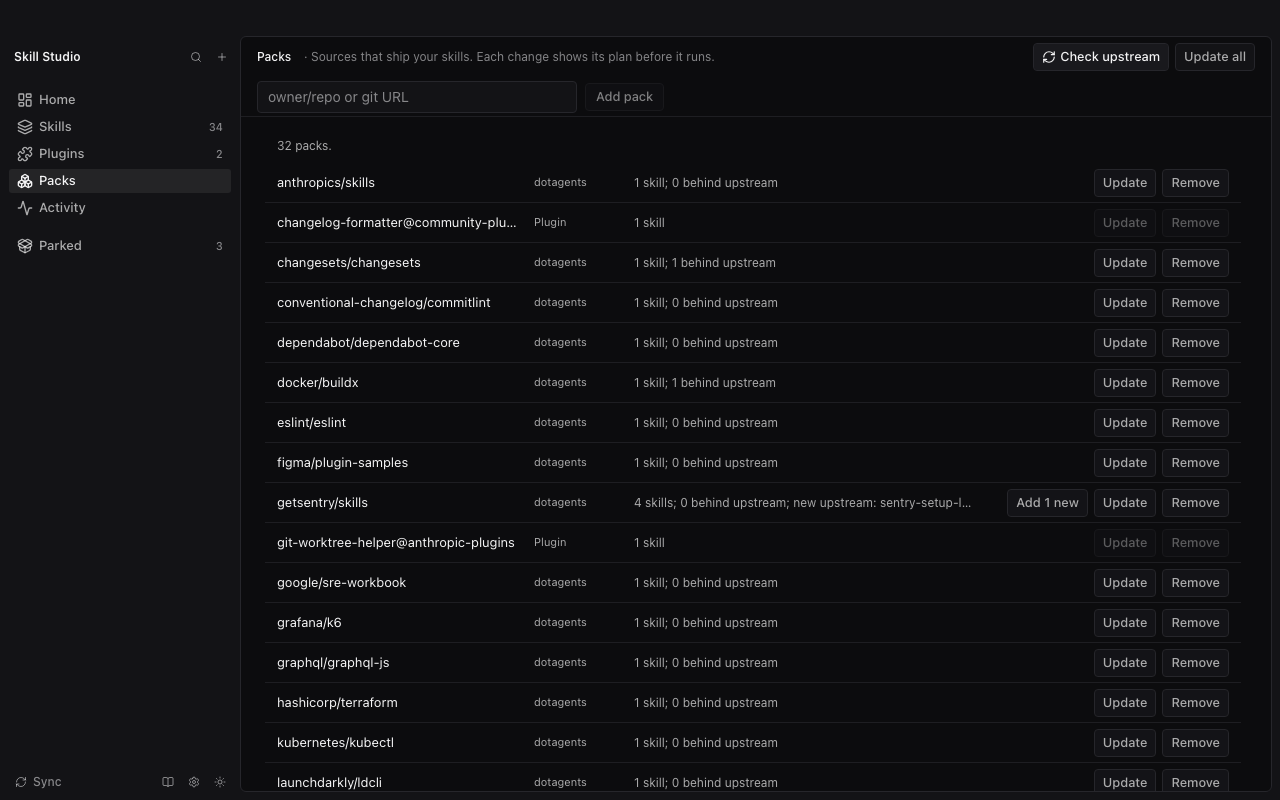 Skill Studio
Home
Skills 34
Plugins 2
Packs
Activity
Parked 3
Sync
Packs · Sources that ship your skills. Each change shows its plan before it runs. Check upstream Update all
owner/repo or git URL Add pack
32 packs.
anthropics/skills dotagents 1 skill; 0 behind upstream Update Remove
changelog-formatter@community-plu... Plugin 1 skill Update Remove
changesets/changesets dotagents 1 skill; 1 behind upstream Update Remove
conventional-changelog/commitlint dotagents 1 skill; 0 behind upstream Update Remove
dependabot/dependabot-core dotagents 1 skill; 0 behind upstream Update Remove
docker/buildx dotagents 1 skill; 1 behind upstream Update Remove
eslint/eslint dotagents 1 skill; 0 behind upstream Update Remove
figma/plugin-samples dotagents 1 skill; 0 behind upstream Update Remove
getsentry/skills dotagents 4 skills; 0 behind upstream; new upstream: sentry-setup-l... Add 1 new Update Remove
git-worktree-helper@anthropic-plugins Plugin 1 skill Update Remove
google/sre-workbook dotagents 1 skill; 0 behind upstream Update Remove
grafana/k6 dotagents 1 skill; 0 behind upstream Update Remove
graphql/graphql-js dotagents 1 skill; 0 behind upstream Update Remove
hashicorp/terraform dotagents 1 skill; 0 behind upstream Update Remove
kubernetes/kubectl dotagents 1 skill; 0 behind upstream Update Remove
launchdarkly/ldcli dotagents 1 skill; 0 behind upstream Update Remove